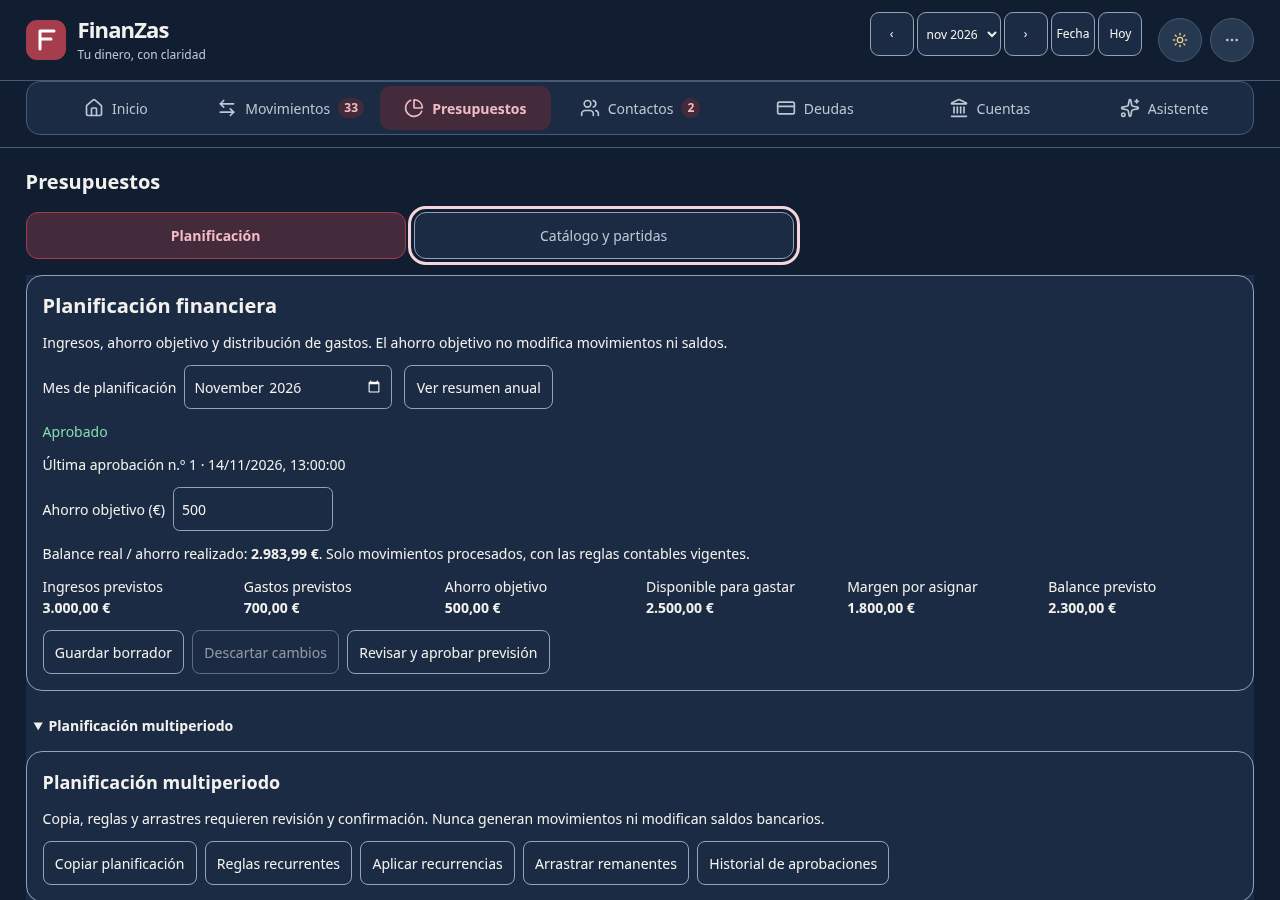 FinanZas
Tu dinero, con claridad
‹
nov 2026
›
Fecha
Hoy
Inicio
Movimientos 33
Presupuestos
Contactos 2
Deudas
Cuentas
Asistente
Presupuestos
Planificación
Catálogo y partidas
Planificación financiera
Ingresos, ahorro objetivo y distribución de gastos. El ahorro objetivo no modifica movimientos ni saldos.
Mes de planificación November 2026 Ver resumen anual
Aprobado
Última aprobación n.º 1 · 14/11/2026, 13:00:00
Ahorro objetivo (€) 500
Balance real / ahorro realizado: 2.983,99 €. Solo movimientos procesados, con las reglas contables vigentes.
Ingresos previstos Gastos previstos Ahorro objetivo Disponible para gastar Margen por asignar Balance previsto
3.000,00 € 700,00 € 500,00 € 2.500,00 € 1.800,00 € 2.300,00 €
Guardar borrador Descartar cambios Revisar y aprobar previsión
▼ Planificación multiperiodo
Planificación multiperiodo
Copia, reglas y arrastres requieren revisión y confirmación. Nunca generan movimientos ni modifican saldos bancarios.
Copiar planificación Reglas recurrentes Aplicar recurrencias Arrastrar remanentes Historial de aprobaciones